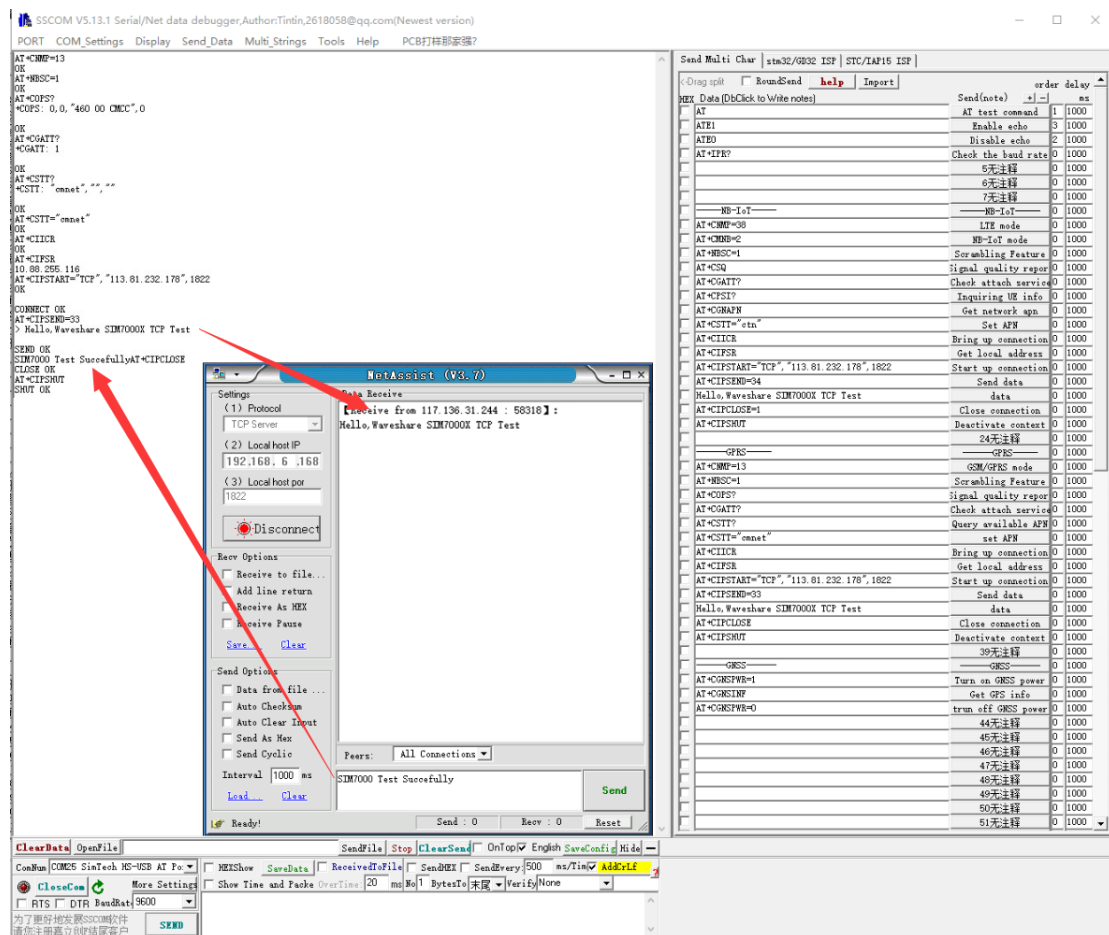 SSCOM V5.13.1 Serial/Net data debugger,Author:Tintin,2618058@qq.com(Newest version)
PORT COM_Settings Display Send_Data Multi_Strings Tools Help PCB打样那家强?
AT+CNMP=13
OK
AT+NBSC=1
OK
AT+COPS?
+COPS: 0,0,"460 00 CMCC",0
OK
AT+CGATT?
+CGATT: 1
OK
AT+CSTT?
+CSTT: "cmnet","",""
OK
AT+CSTT="cmnet"
OK
AT+CIICR
OK
AT+CIFSR
10.88.255.116
AT+CIPSTART="TCP","113.81.232.178",1822
OK
CONNECT OK
AT+CIPSEND=33
> Hello,Waveshare SIM7000X TCP Test
SEND OK
SIM7000 Test SuccefullyAT+CIPCLOSE
CLOSE OK
AT+CIPSHUT
SHUT OK
NetAssist (V3.7)
Settings
(1) Protocol
TCP Server
(2) Local host IP
192.168. 6 .168
(3) Local host por
1822
Disconnect
Recv Options
Receive to file...
Add line return
Receive As HEX
Receive Pause
Save... Clear
Send Options
Data from file ...
Auto Checksum
Auto Clear Input
Send As Hex
Send Cyclic
Interval 1000 ms
Load... Clear
Data Receive
【Receive from 117.136.31.244 : 58318】:
Hello,Waveshare SIM7000X TCP Test
Peers: All Connections
SIM7000 Test Succefully
Send
Ready! Send : 0 Recv : 0 Reset
Send Multi Char stm32/GD32 ISP STC/IAP15 ISP
<-Drag split RoundSend help Import order delay
HEX Data(DbClick to Write notes) Send(note) + - ms
AT AT test command 1 1000
ATE1 Enable echo 3 1000
ATE0 Disable echo 2 1000
AT+IPR? Check the baud rate 0 1000
5无注释 0 1000
6无注释 0 1000
7无注释 0 1000
——NB-IoT—— ——NB-IoT—— 0 1000
AT+CNMP=38 LTE mode 0 1000
AT+CMNB=2 NB-IoT mode 0 1000
AT+NBSC=1 Scrambling Feature 0 1000
AT+CSQ Signal quality repor 0 1000
AT+CGATT? Check attach service 0 1000
AT+CPSI? Inquiring UE info 0 1000
AT+CGNAPN Get network apn 0 1000
AT+CSTT="ctn" Set APN 0 1000
AT+CIICR Bring up connection 0 1000
AT+CIFSR Get local address 0 1000
AT+CIPSTART="TCP","113.81.232.178",1822 Start up connection 0 1000
AT+CIPSEND=34 Send data 0 1000
Hello,Waveshare SIM7000X TCP Test data 0 1000
AT+CIPCLOSE=1 Close connection 0 1000
AT+CIPSHUT Deactivate context 0 1000
24无注释 0 1000
——GPRS—— ——GPRS—— 0 1000
AT+CNMP=13 GSM/GPRS mode 0 1000
AT+NBSC=1 Scrambling Feature 0 1000
AT+COPS? Signal quality repor 0 1000
AT+CGATT? Check attach service 0 1000
AT+CSTT? Query available APN 0 1000
AT+CSTT="cmnet" set APN 0 1000
AT+CIICR Bring up connection 0 1000
AT+CIFSR Get local address 0 1000
AT+CIPSTART="TCP","113.81.232.178",1822 Start up connection 0 1000
AT+CIPSEND=33 Send data 0 1000
Hello,Waveshare SIM7000X TCP Test data 0 1000
AT+CIPCLOSE Close connection 0 1000
AT+CIPSHUT Deactivate context 0 1000
39无注释 0 1000
——GNSS—— ——GNSS—— 0 1000
AT+CGNSPWR=1 Turn on GNSS power 0 1000
AT+CGNSINF Get GPS info 0 1000
AT+CGNSPWR=0 trun off GNSS power 0 1000
44无注释 0 1000
45无注释 0 1000
46无注释 0 1000
47无注释 0 1000
48无注释 0 1000
49无注释 0 1000
50无注释 0 1000
51无注释 0 1000
ClearData OpenFile SendFile Stop ClearSend OnTop English SaveConfig Hide
ComNum COM25 SimTech HS-USB AT Po: HEXShow SaveData ReceivedToFile SendHEX SendEvery: 500 ms/Tim AddCrLf
CloseCom More Settings Show Time and Packe OverTime: 20 ms No 1 BytesTo 末尾 Verify None
RTS DTR BaudRat: 9600
为了更好地发展SSCOM软件
请您注册嘉立创F结尾客户
SEND